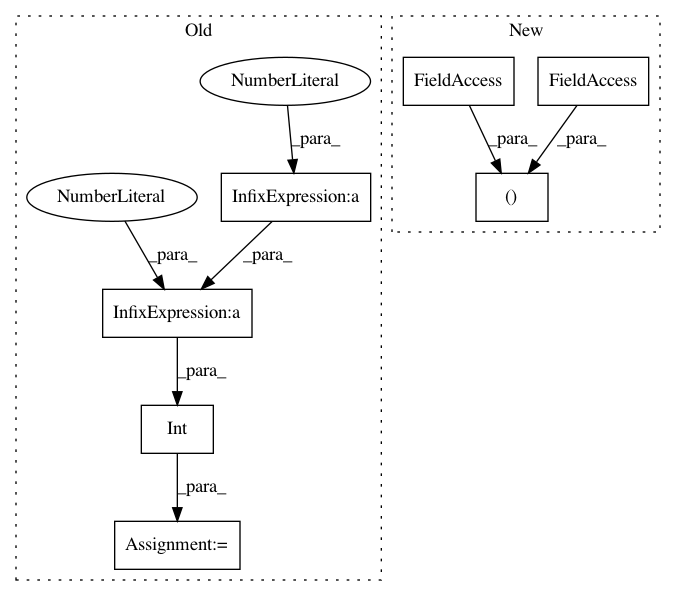 Old
New
NumberLiteral
FieldAccess
FieldAccess
_para_
_para_
_para_
NumberLiteral
InfixExpression:a
()
_para_
_para_
InfixExpression:a
_para_
Int
_para_
Assignment:=